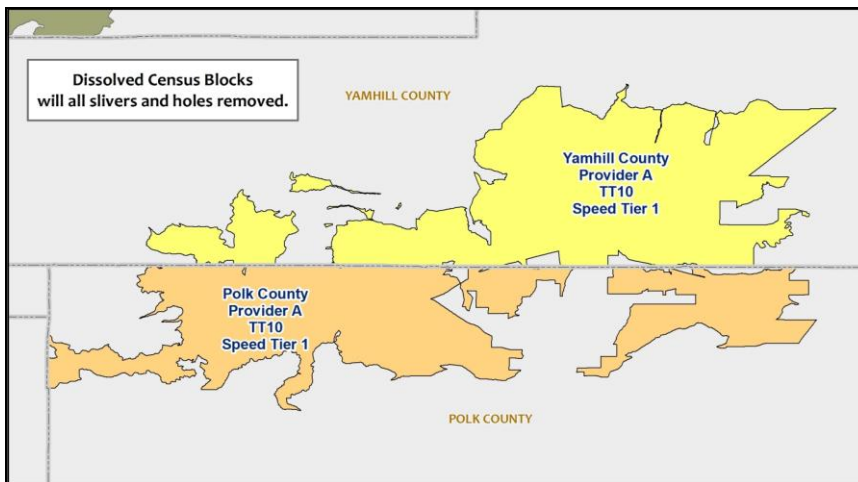 Dissolved Census Blocks
will all slivers and holes removed.
YAMHILL COUNTY
Yamhill County
Provider A
TT10
Speed Tier 1
Polk County
Provider A
TT10
Speed Tier 1
POLK COUNTY